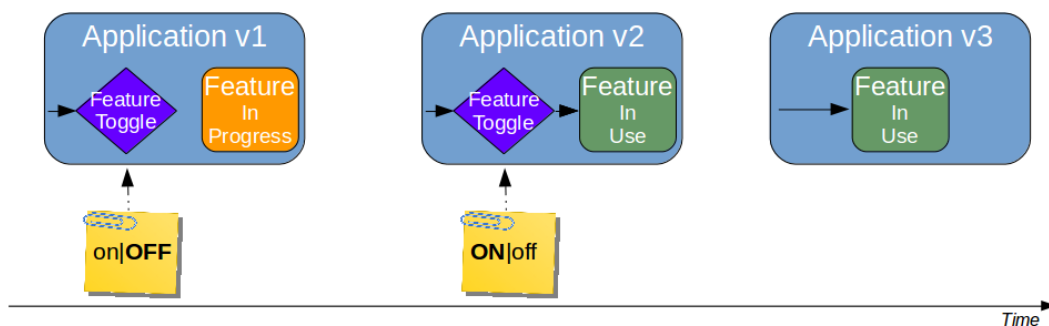 Application v1
Feature
Toggle
Feature
In
Progress
on|OFF
Application v2
Feature
Toggle
Feature
In
Use
ON|off
Application v3
Feature
In
Use
Time